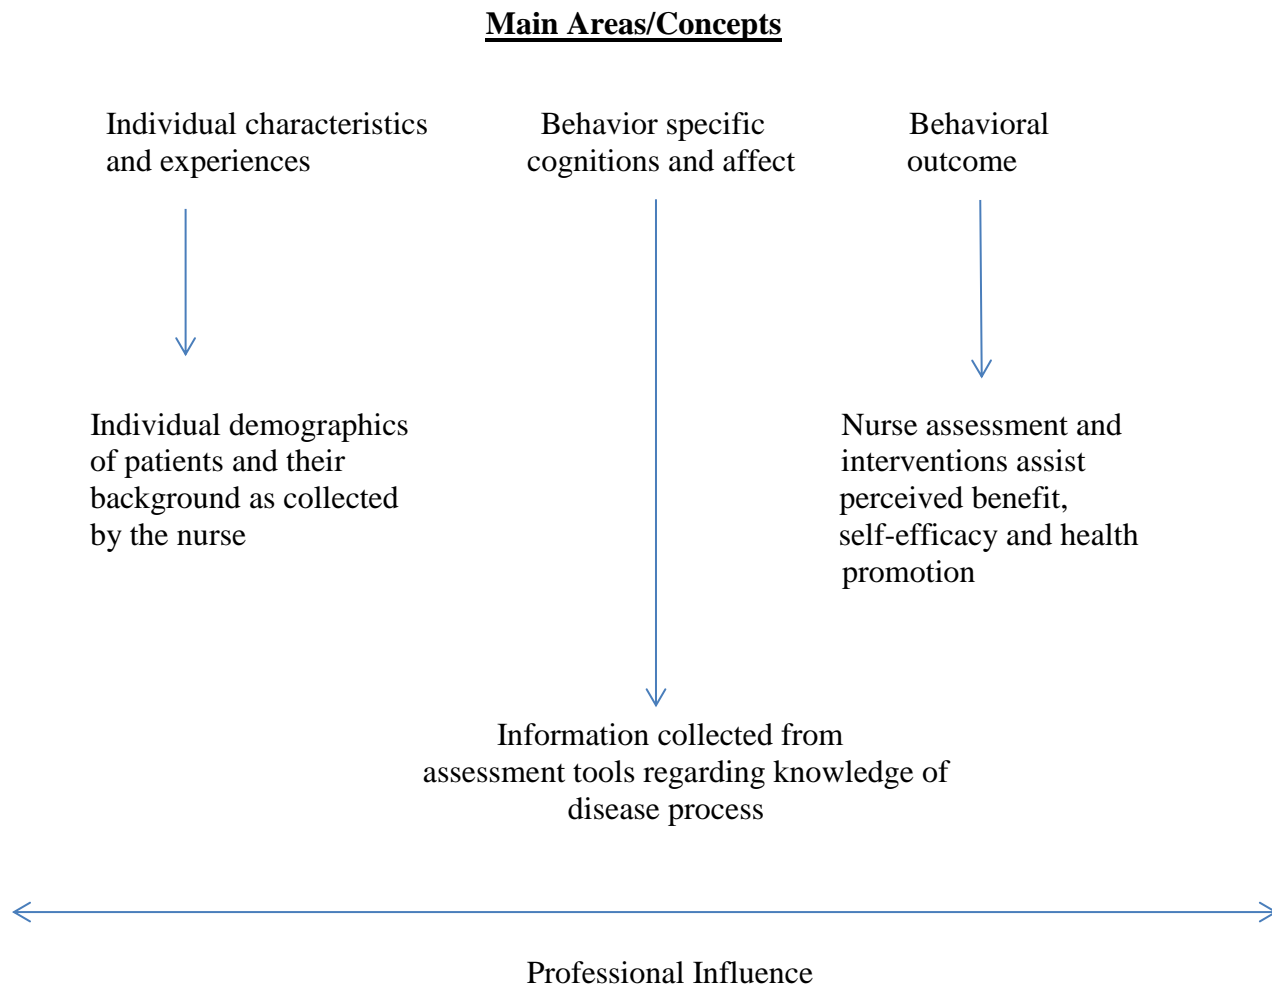 Main Areas/Concepts
Individual characteristics
and experiences
Behavior specific
cognitions and affect
Behavioral
outcome
Individual demographics
of patients and their
background as collected
by the nurse
Nurse assessment and
interventions assist
perceived benefit,
self-efficacy and health
promotion
Information collected from
assessment tools regarding knowledge of
disease process
Professional Influence